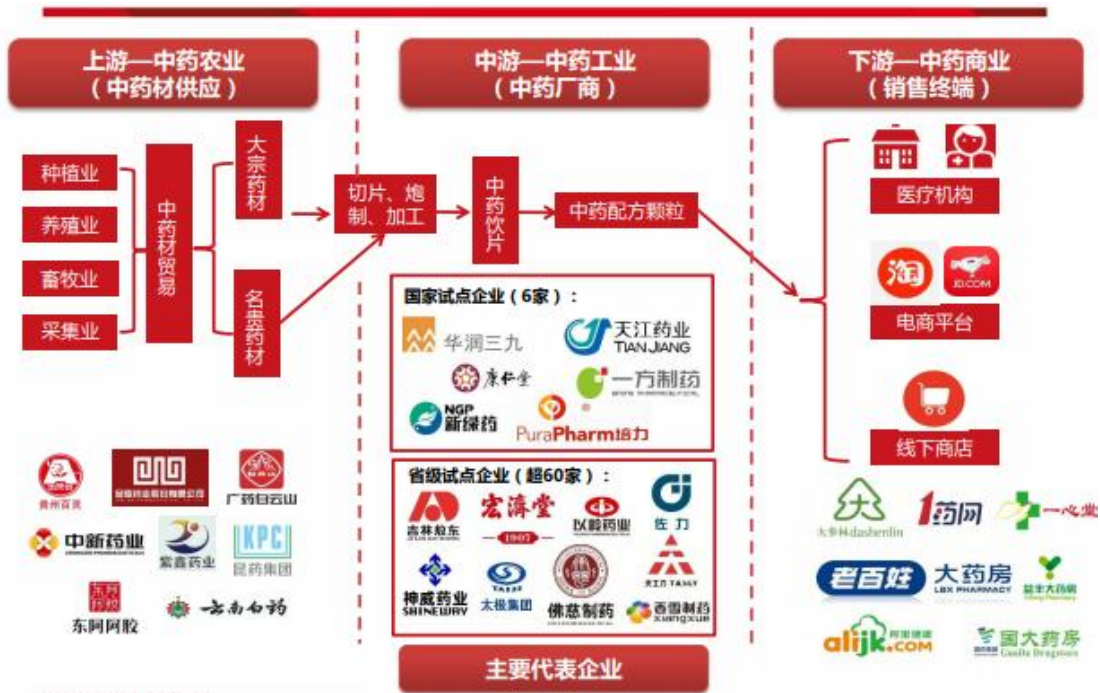 上游—中药农业
（中药材供应）
中游—中药工业
（中药厂商）
下游—中药商业
（销售终端）
种植业
养殖业
畜牧业
采集业
中药材贸易
大宗药材
名贵药材
切片、炮
制、加工
中药饮片
中药配方颗粒
医疗机构
淘
JD.COM
电商平台
线下商店
国家试点企业（6家）：
华润三九
天江药业
TIANJIANG
康仁堂
一方制药
NGP
新绿药
PuraPharm培力
省级试点企业（超60家）：
吉林敖东
宏濟堂
1907
以岭药业
佐力
神威药业
SHINEWAY
太极集团
佛慈制药
天士力 TASLY
香雪制药
xiangxue
主要代表企业
贵州百灵
广药白云山
中新药业
紫鑫药业
KPC
昆药集团
东阿阿胶
云南白药
大参林dashenlin
1药网
一心堂
老百姓 大药房
LBX PHARMACY
益丰大药房
alijk.com
阿里健康
国大药房
GuoDa Drugstore